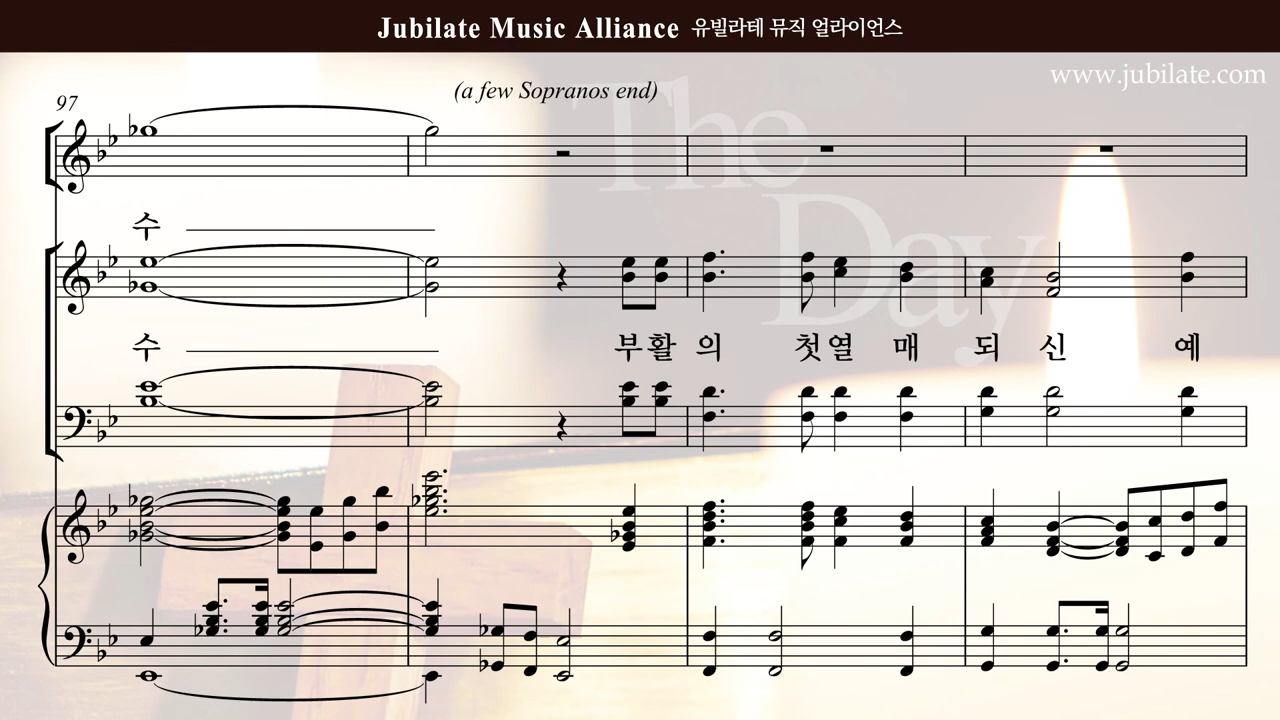 Jubilate Music Alliance 유빌라테 뮤직 얼라이언스
www.jubilate.com
The
Day
97
(a few Sopranos end)
수
수 부활 의 첫열 매 되 신 예